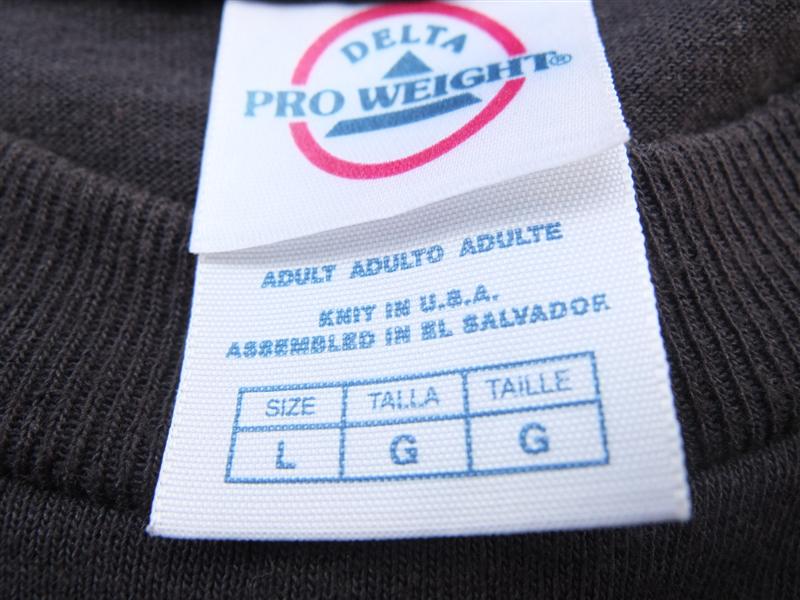 DELTA
PRO WEIGHT®
ADULT ADULTO ADULTE
KNIT IN U.S.A.
ASSEMBLED IN EL SALVADOR
SIZE TALLA TAILLE
L G G